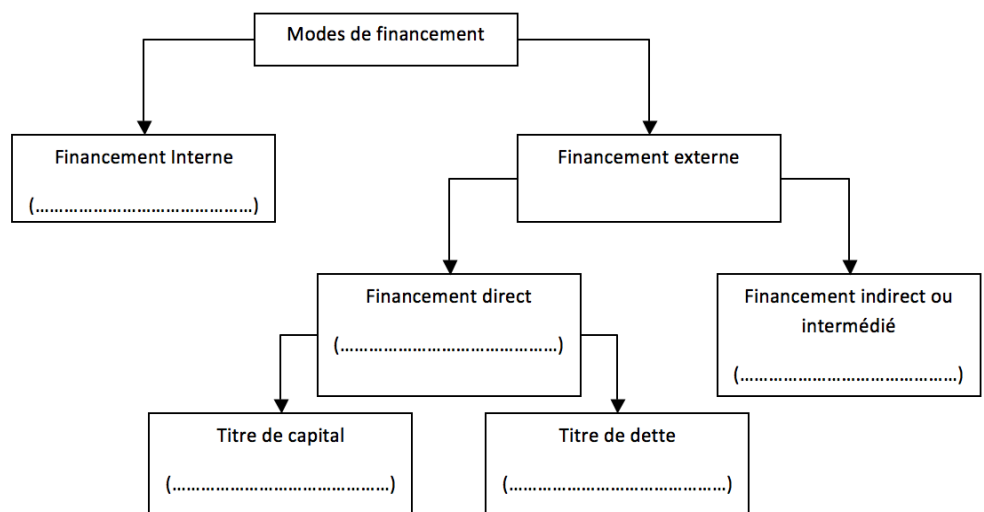 Modes de financement
Financement Interne
(……………………………………….)
Financement externe
Financement direct
(……………………………………….)
Financement indirect ou
intermédié
(……………………………………….)
Titre de capital
(……………………………………….)
Titre de dette
(……………………………………….)